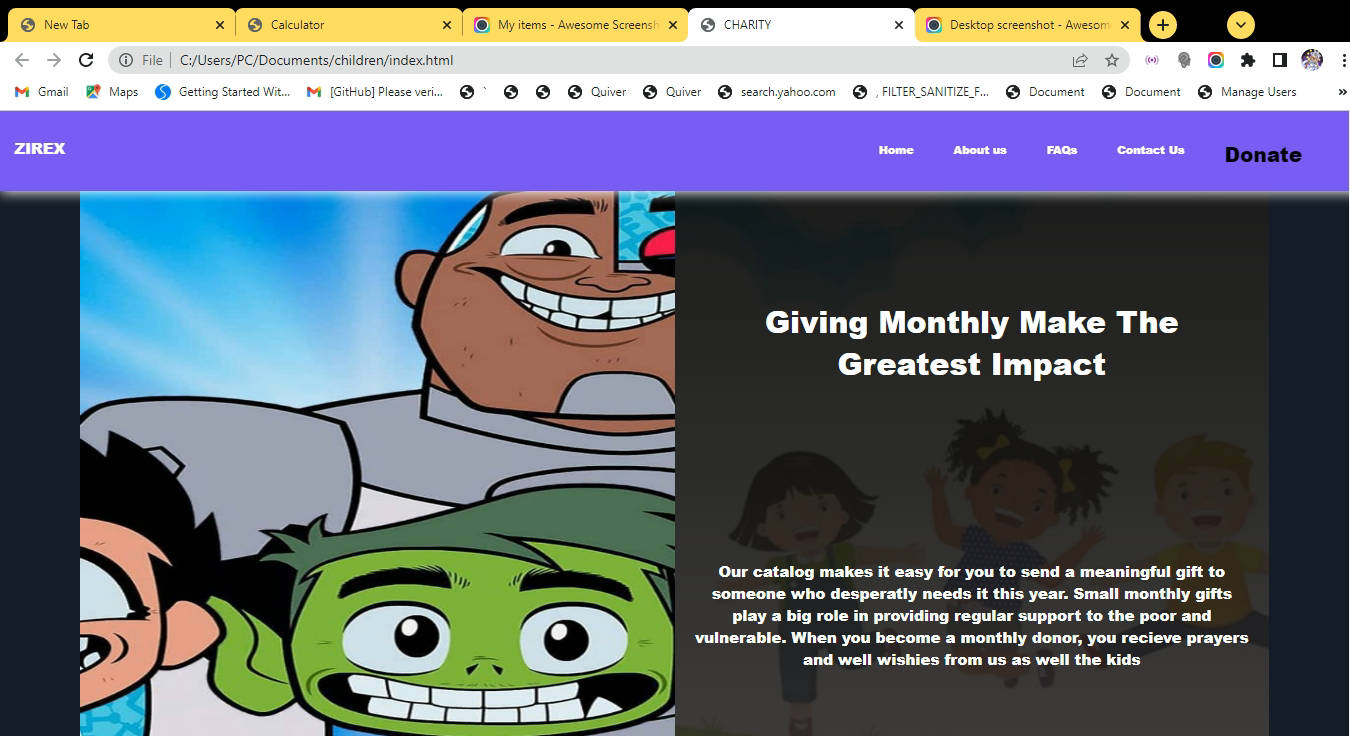 New Tab
Calculator
My items - Awesome Screensh
CHARITY
Desktop screenshot - Awesom
File
C:/Users/PC/Documents/children/index.html
Gmail
Maps
Getting Started Wit...
[GitHub] Please veri...
`
Quiver
Quiver
search.yahoo.com
, FILTER_SANITIZE_F...
Document
Document
Manage Users
»
ZIREX
Home
About us
FAQs
Contact Us
Donate
Giving Monthly Make The
Greatest Impact
Our catalog makes it easy for you to send a meaningful gift to
someone who desperatly needs it this year. Small monthly gifts
play a big role in providing regular support to the poor and
vulnerable. When you become a monthly donor, you recieve prayers
and well wishies from us as well the kids